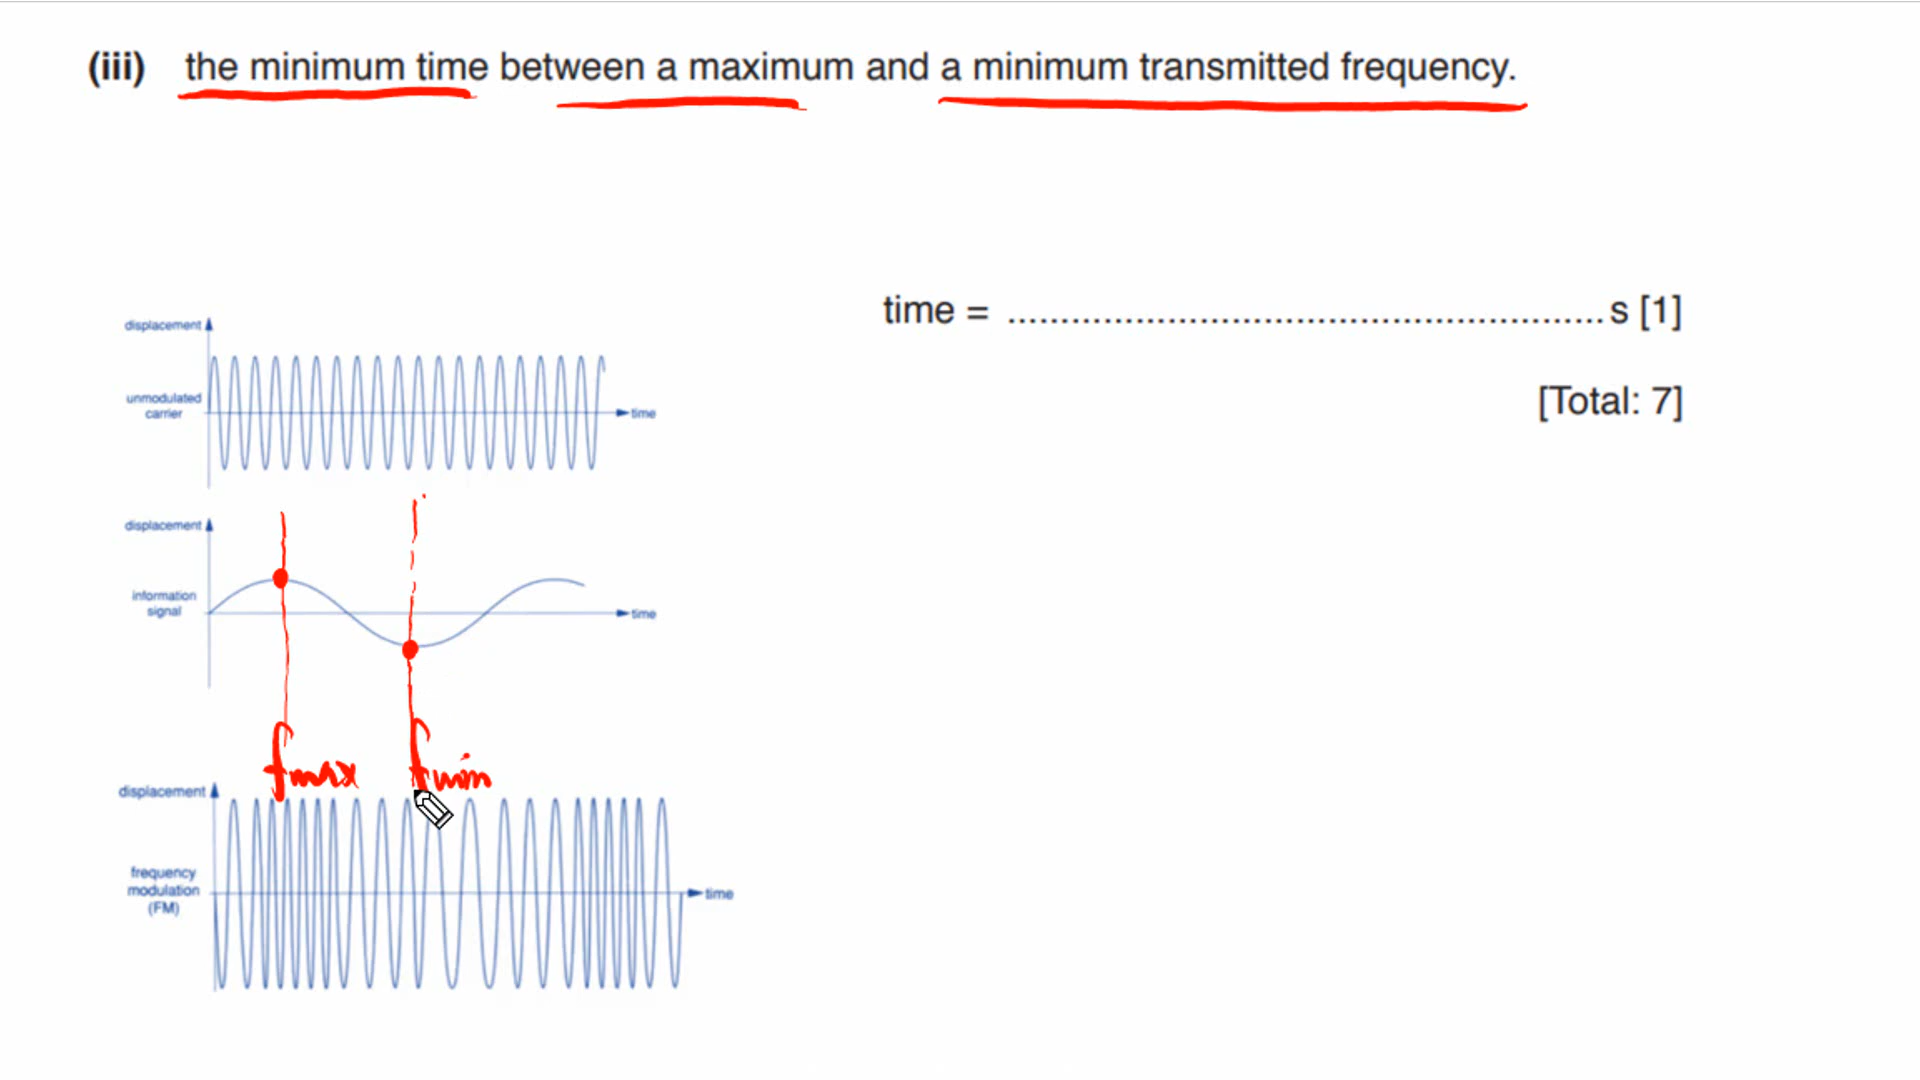 (iii) the minimum time between a maximum and a minimum transmitted frequency.
time = ........................................................ s [1]
[Total: 7]
displacement
unmodulated
carrier
time
displacement
information
signal
time
fmax fmin
displacement
frequency
modulation
(FM)
time